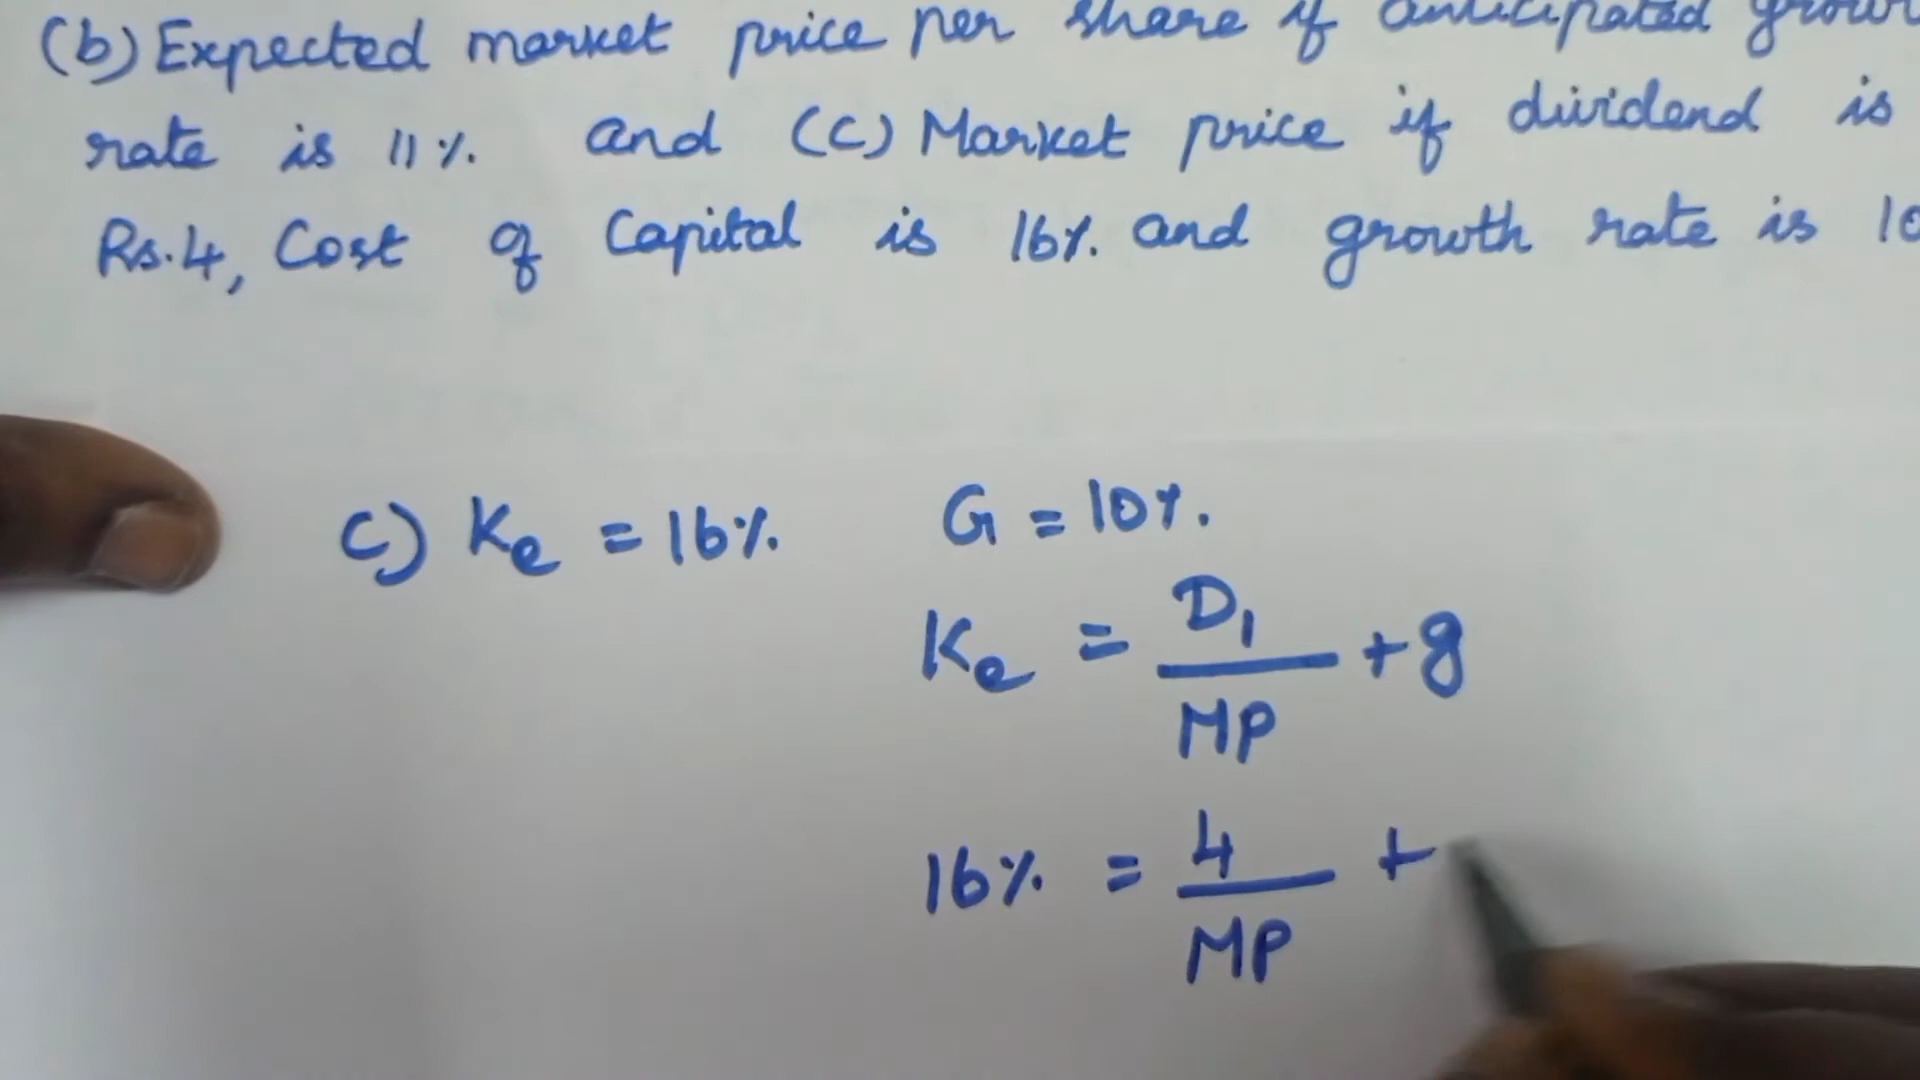 (b) Expected market price per share if anticipated
rate is 11%. and (C) Market price if dividend is
Rs.4, Cost of Capital is 16%. and growth rate is 10
C) Ke = 16%. G = 10%.
Ke = D1 / MP + g
16%. = 4 / MP +